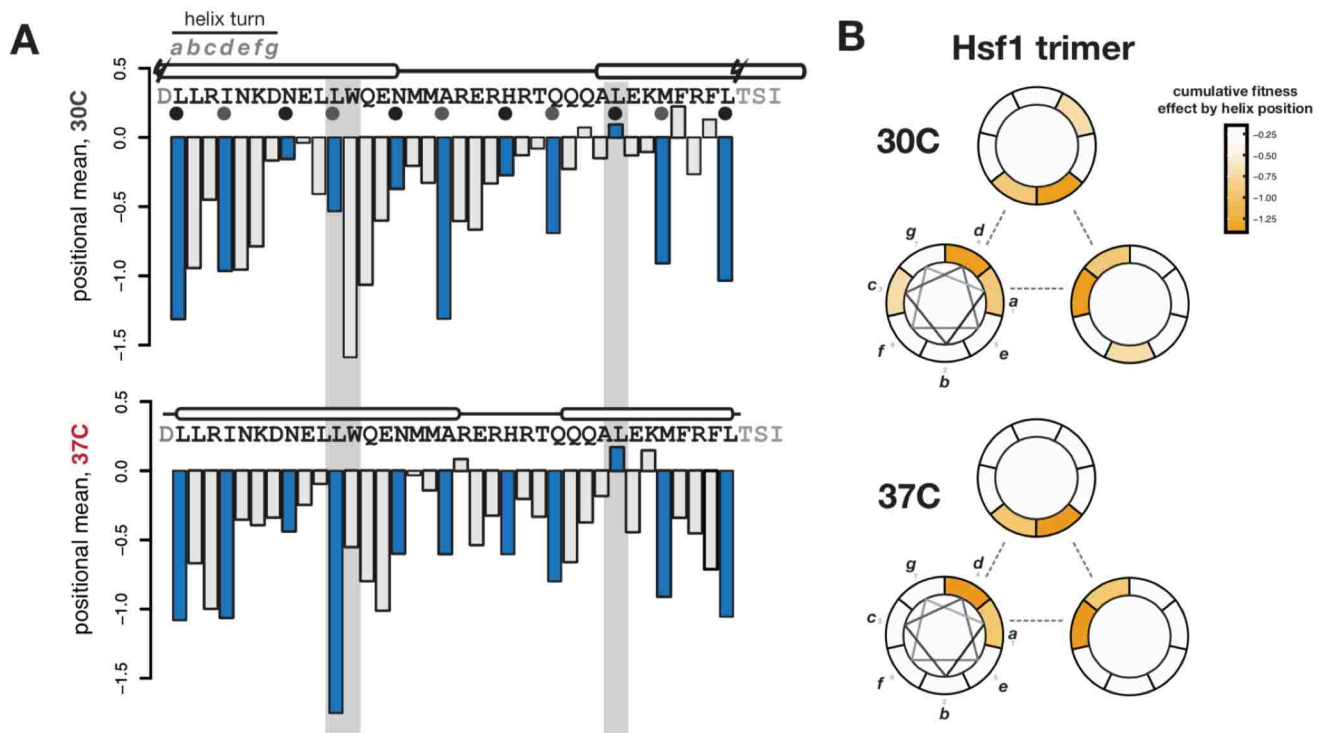 A
helix turn
abcdefg
positional mean, 30C
0.5
0.0
−0.5
−1.0
−1.5
DLLRINKDNELLWQENMMARERHRTQQQALEKMFRFLTSI
positional mean, 37C
0.5
0.0
−0.5
−1.0
−1.5
DLLRINKDNELLWQENMMARERHRTQQQALEKMFRFLTSI
B
Hsf1 trimer
cumulative fitness
effect by helix position
−0.25
−0.50
−0.75
−1.00
−1.25
30C
g
d
c
a
f
e
b
37C
g
d
c
a
f
e
b